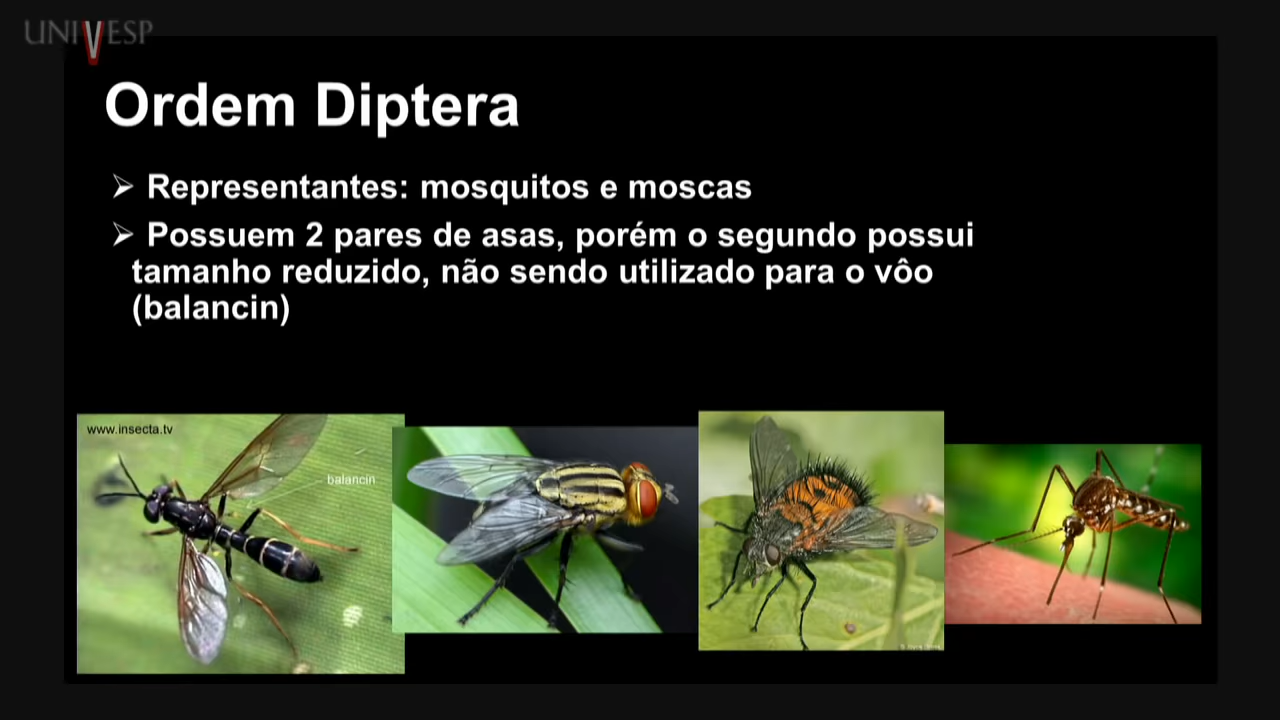 UNIVESP
Ordem Diptera
➢ Representantes: mosquitos e moscas
➢ Possuem 2 pares de asas, porém o segundo possui
tamanho reduzido, não sendo utilizado para o vôo
(balancin)
www.insecta.tv
balancin